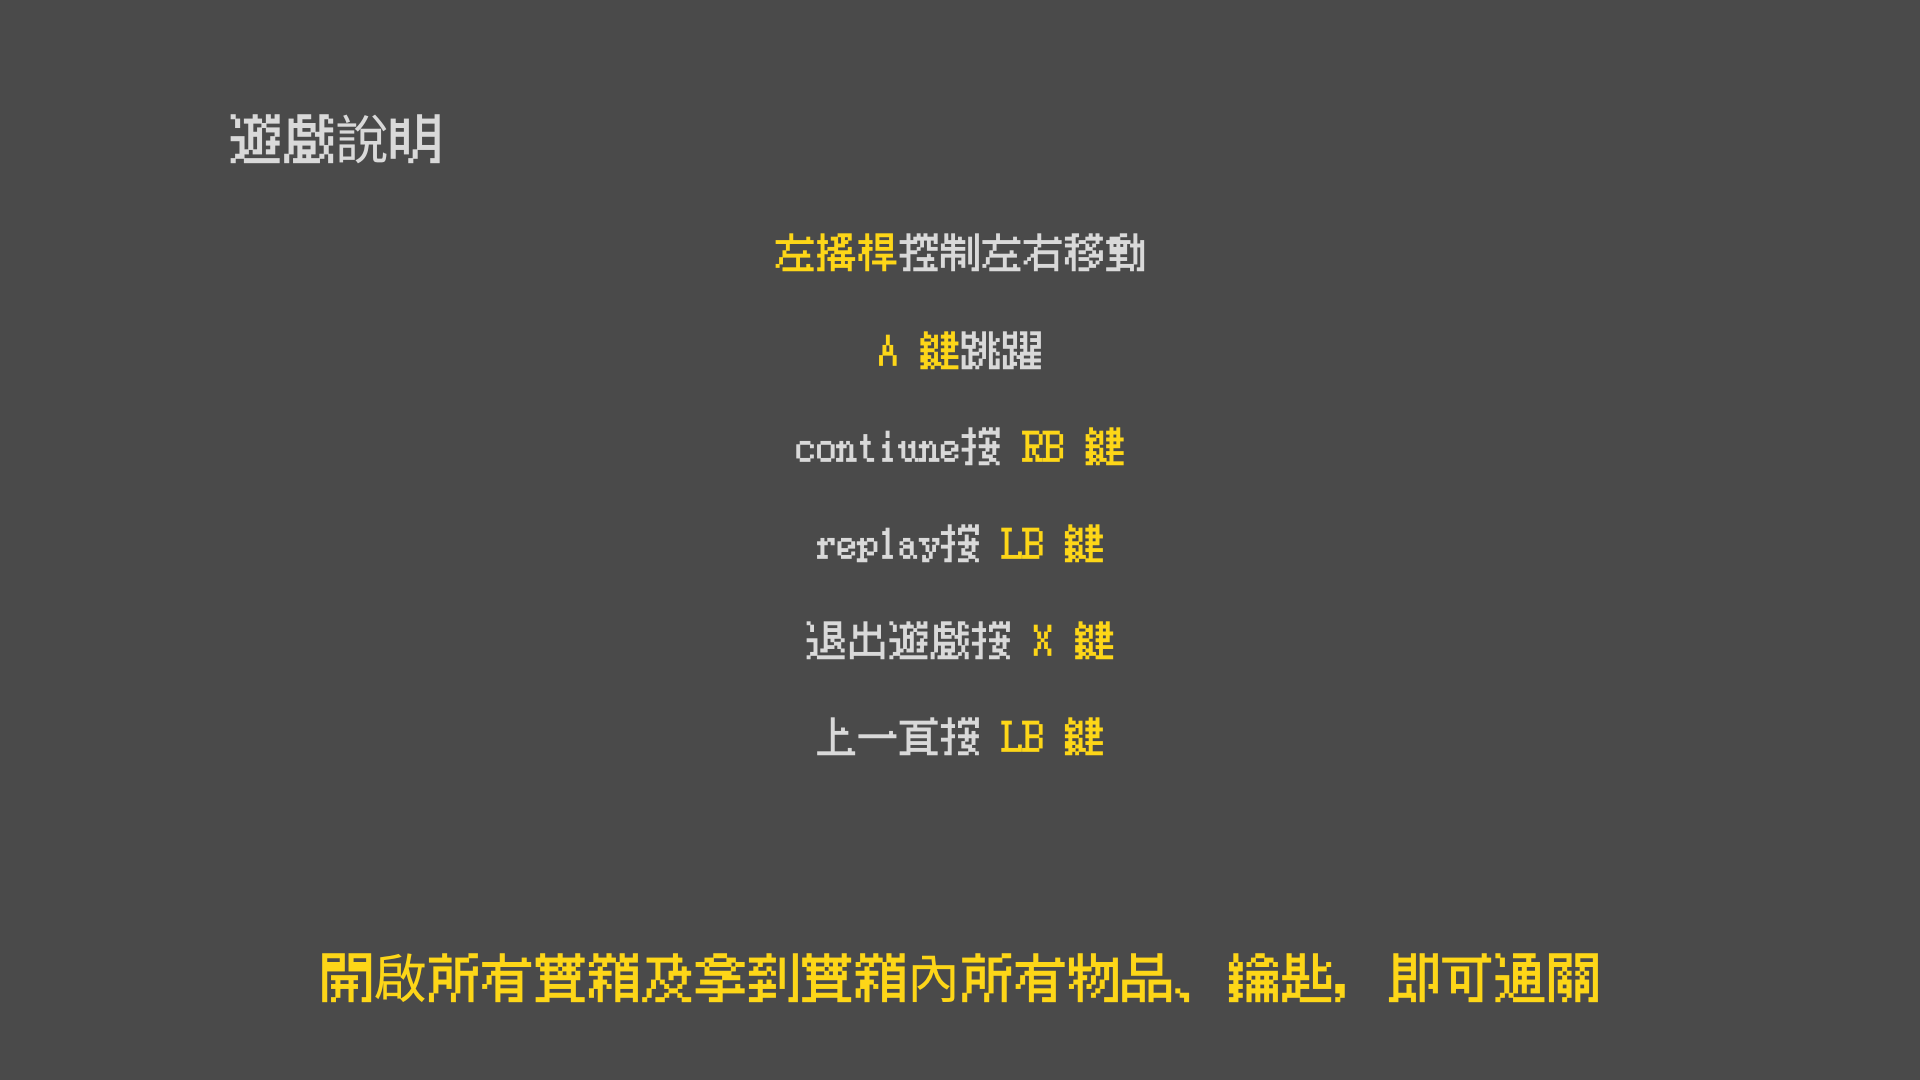 遊戲說明
左搖桿控制左右移動
A 鍵跳躍
contiune按 RB 鍵
replay按 LB 鍵
退出遊戲按 X 鍵
上一直按 LB 鍵
開啟所有寶箱及拿到寶箱內所有物品、鑰匙, 即可通關